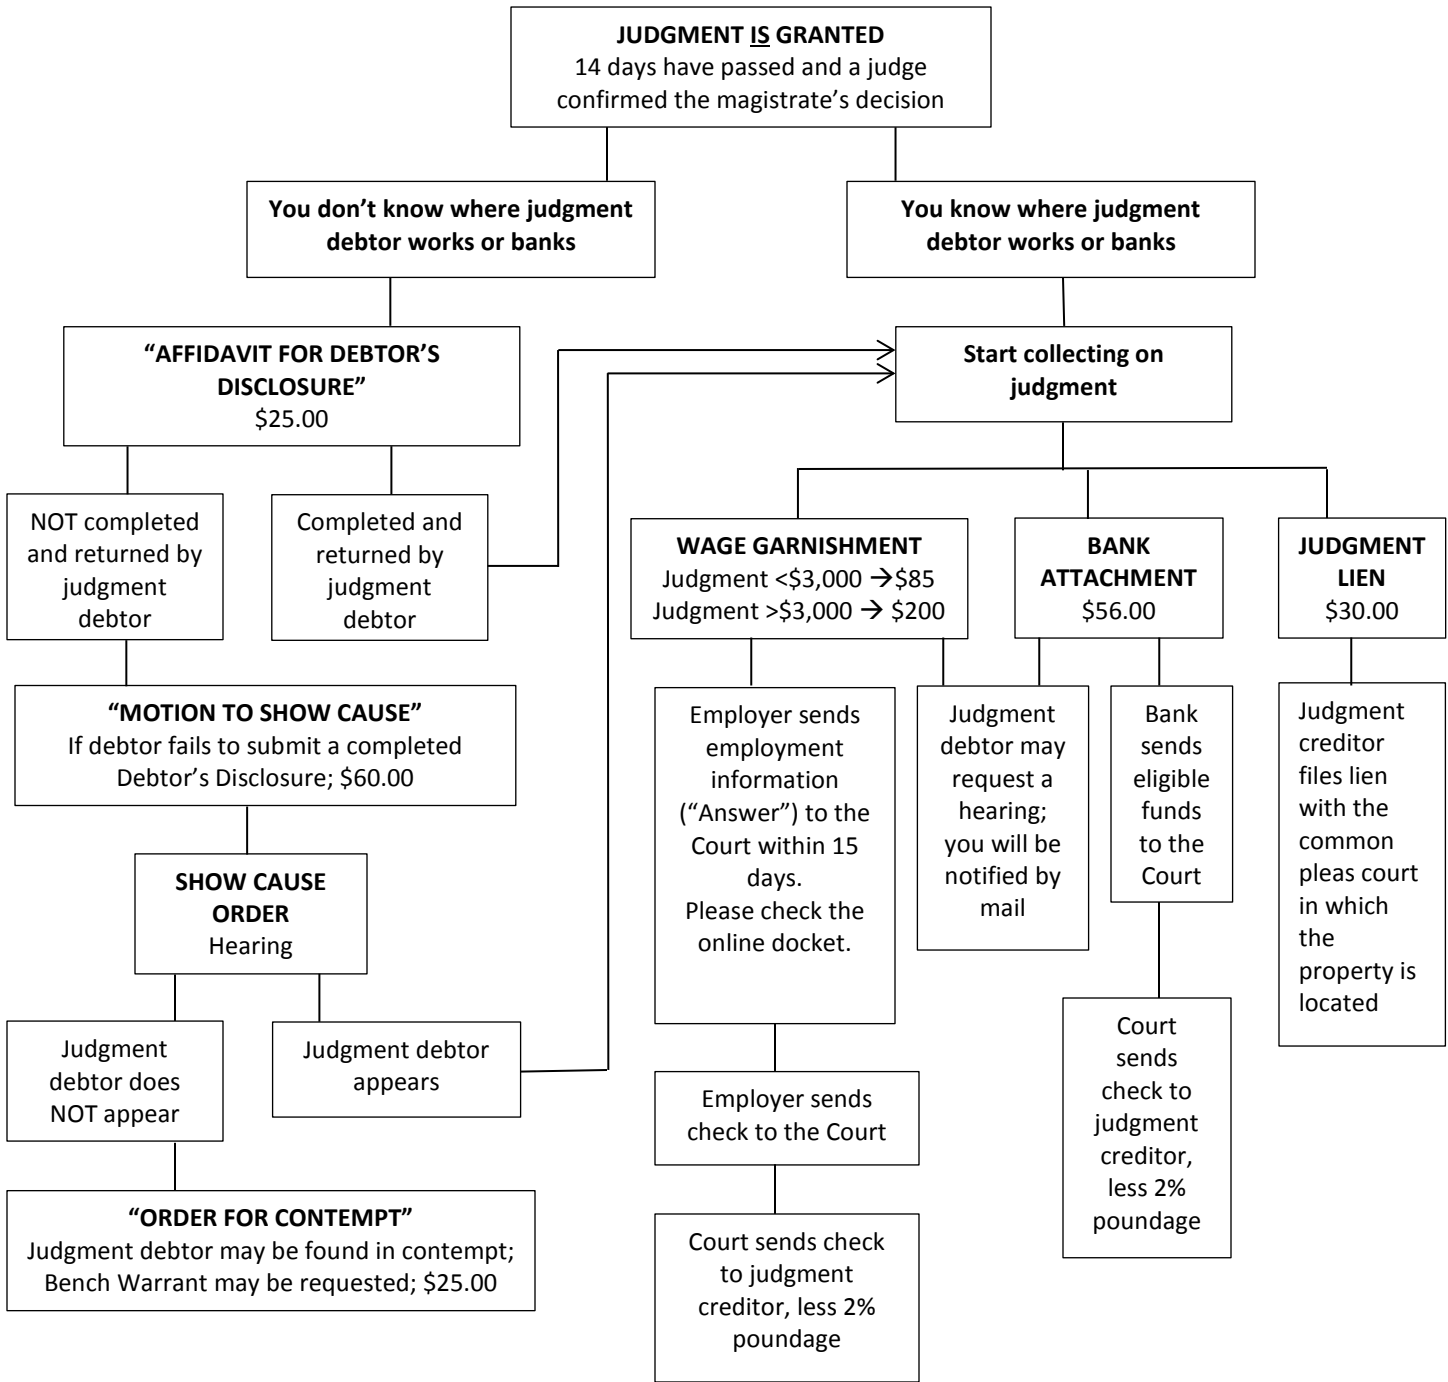 JUDGMENT IS GRANTED
14 days have passed and a judge
confirmed the magistrate’s decision
You don’t know where judgment
debtor works or banks
You know where judgment
debtor works or banks
“AFFIDAVIT FOR DEBTOR’S
DISCLOSURE”
$25.00
Start collecting on
judgment
NOT completed
and returned by
judgment
debtor
Completed and
returned by
judgment
debtor
WAGE GARNISHMENT
Judgment <$3,000 →$85
Judgment >$3,000 → $200
BANK
ATTACHMENT
$56.00
JUDGMENT
LIEN
$30.00
“MOTION TO SHOW CAUSE”
If debtor fails to submit a completed
Debtor’s Disclosure; $60.00
Employer sends
employment
information
(“Answer”) to the
Court within 15
days.
Please check the
online docket.
Judgment
debtor may
request a
hearing;
you will be
notified by
mail
Bank
sends
eligible
funds
to the
Court
Judgment
creditor
files lien
with the
common
pleas court
in which
the
property is
located
SHOW CAUSE
ORDER
Hearing
Judgment
debtor does
NOT appear
Judgment debtor
appears
Employer sends
check to the Court
Court
sends
check to
judgment
creditor,
less 2%
poundage
“ORDER FOR CONTEMPT”
Judgment debtor may be found in contempt;
Bench Warrant may be requested; $25.00
Court sends check
to judgment
creditor, less 2%
poundage